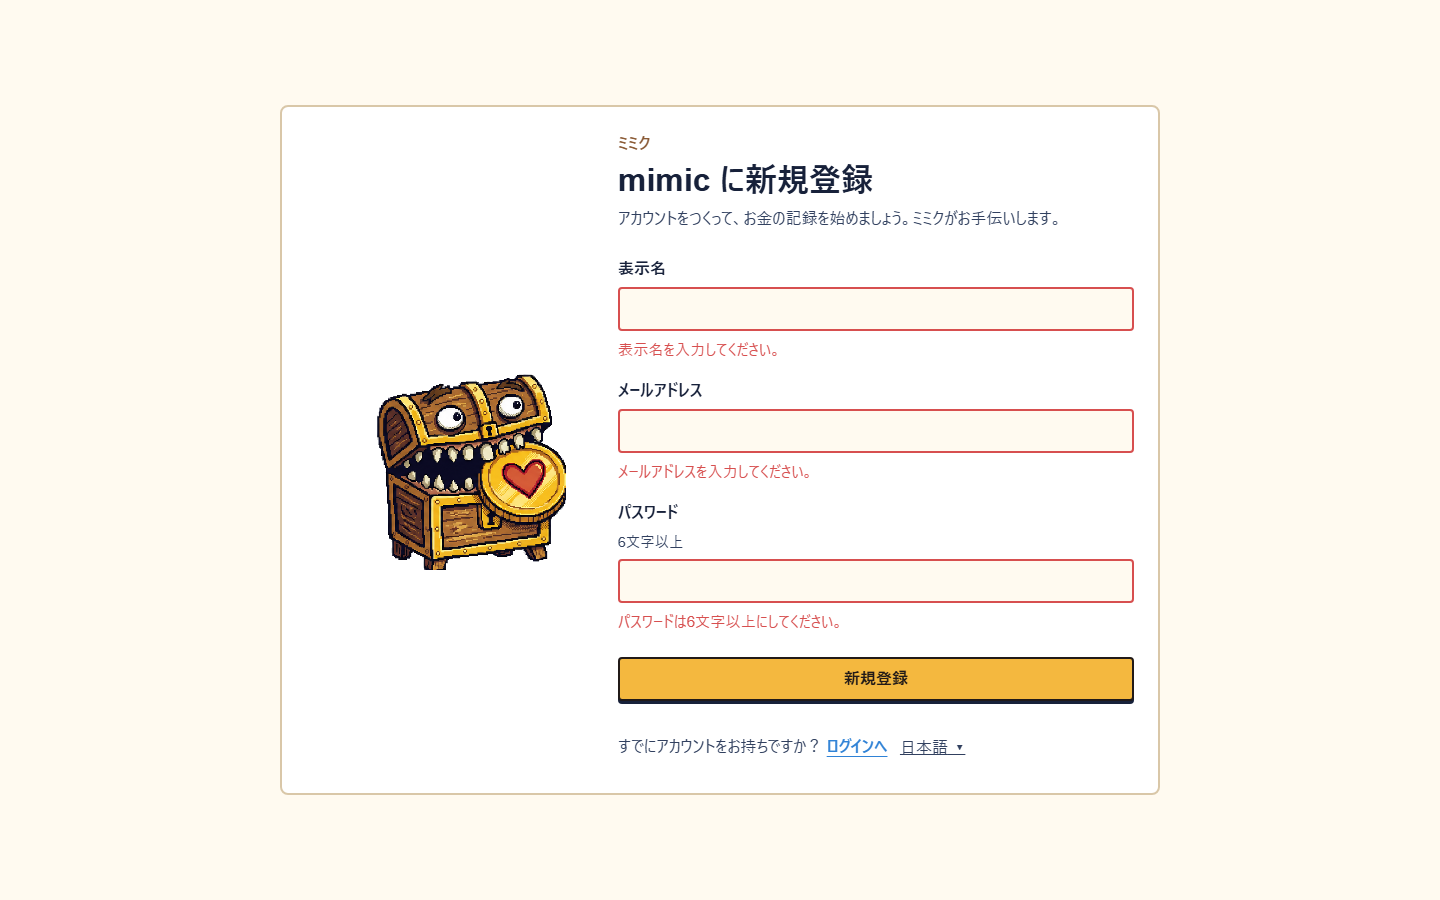 ミミク
mimic に新規登録
アカウントをつくって、お金の記録を始めましょう。ミミクがお手伝いします。
表示名
表示名を入力してください。
メールアドレス
メールアドレスを入力してください。
パスワード
6文字以上
パスワードは6文字以上にしてください。
新規登録
すでにアカウントをお持ちですか？ ログインへ 日本語 ▼